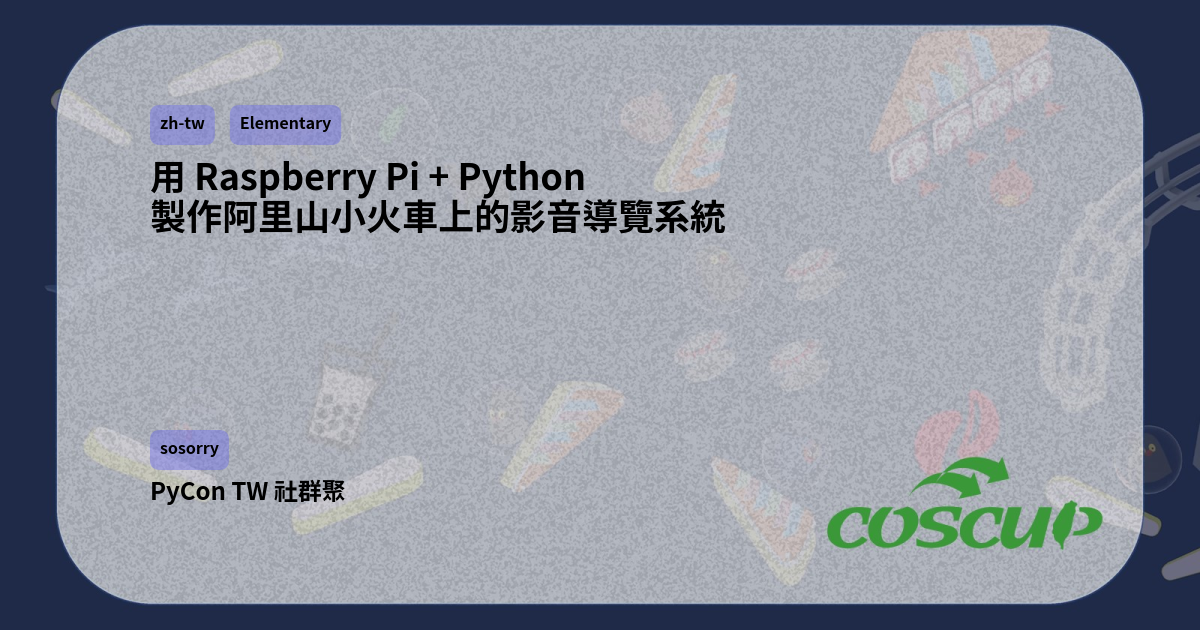 zh-tw Elementary
用 Raspberry Pi + Python
製作阿里山小火車上的影音導覽系統
sosorry
PyCon TW 社群聚
COSCUP